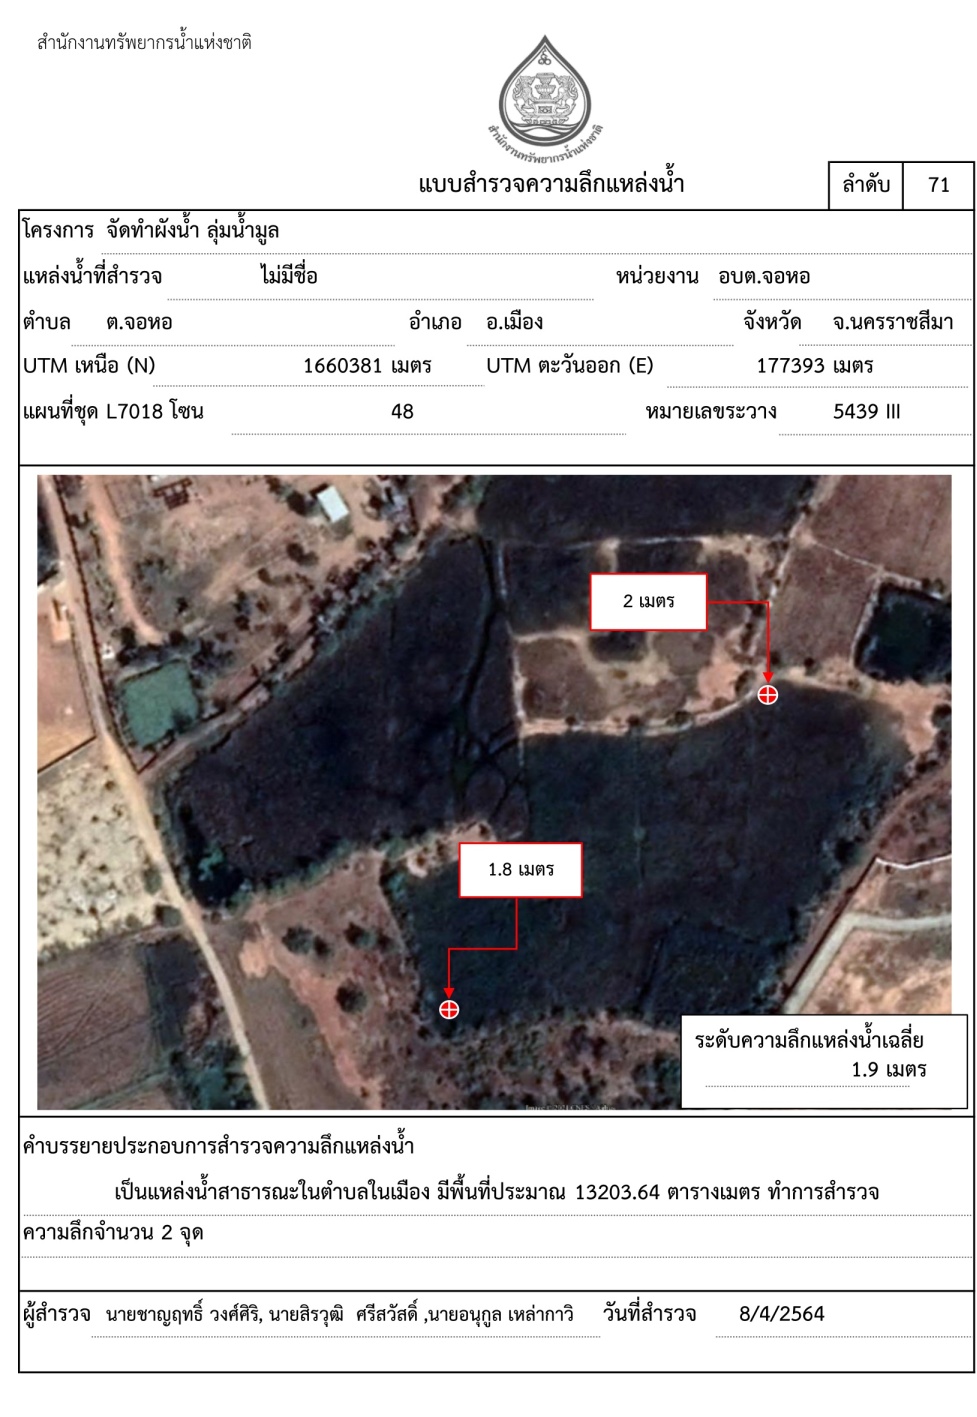 สำนักงานทรัพยากรน้ำแห่งชาติ
สำนักงานทรัพยากรน้ำแห่งชาติ
แบบสำรวจความลึกแหล่งน้ำ
ลำดับ 71
โครงการ จัดทำผังน้ำ ลุ่มน้ำมูล
แหล่งน้ำที่สำรวจ ไม่มีชื่อ หน่วยงาน อบต.จอหอ
ตำบล ต.จอหอ อำเภอ อ.เมือง จังหวัด จ.นครราชสีมา
UTM เหนือ (N) 1660381 เมตร UTM ตะวันออก (E) 177393 เมตร
แผนที่ชุด L7018 โซน 48 หมายเลขระวาง 5439 III
2 เมตร
1.8 เมตร
ระดับความลึกแหล่งน้ำเฉลี่ย
1.9 เมตร
คำบรรยายประกอบการสำรวจความลึกแหล่งน้ำ
เป็นแหล่งน้ำสาธารณะในตำบลในเมือง มีพื้นที่ประมาณ 13203.64 ตารางเมตร ทำการสำรวจ
ความลึกจำนวน 2 จุด
ผู้สำรวจ นายชาญฤทธิ์ วงศ์ศิริ, นายสิรวุฒิ ศรีสวัสดิ์ ,นายอนุกูล เหล่ากาวิ วันที่สำรวจ 8/4/2564